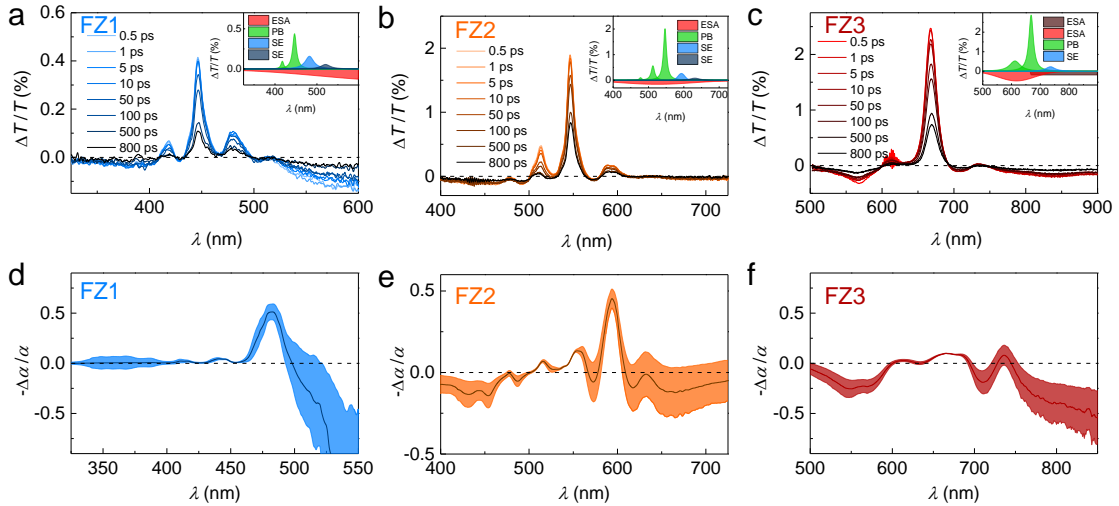 a
FZ1
0.5 ps
1 ps
5 ps
10 ps
50 ps
100 ps
500 ps
800 ps
0.6
0.4
0.2
0.0
ΔT/T (%)
400
500
600
λ (nm)
ESA
PB
SE
SE
0.5
0.0
ΔT/T (%)
400
500
λ (nm)
b
FZ2
0.5 ps
1 ps
5 ps
10 ps
50 ps
100 ps
500 ps
800 ps
2
1
0
ΔT/T (%)
400
500
600
700
λ (nm)
ESA
PB
SE
SE
2
1
0
ΔT/T (%)
400
500
600
700
λ (nm)
c
FZ3
0.5 ps
1 ps
5 ps
10 ps
50 ps
100 ps
500 ps
800 ps
2
1
0
ΔT/T (%)
500
600
700
800
900
λ (nm)
ESA
ESA
PB
SE
3
2
1
0
ΔT/T (%)
500
600
700
800
λ (nm)
d
FZ1
0.5
0.0
-0.5
-Δα/α
350
400
450
500
550
λ (nm)
e
FZ2
0.5
0.0
-0.5
-Δα/α
400
500
600
700
λ (nm)
f
FZ3
0.5
0.0
-0.5
-Δα/α
500
600
700
800
λ (nm)